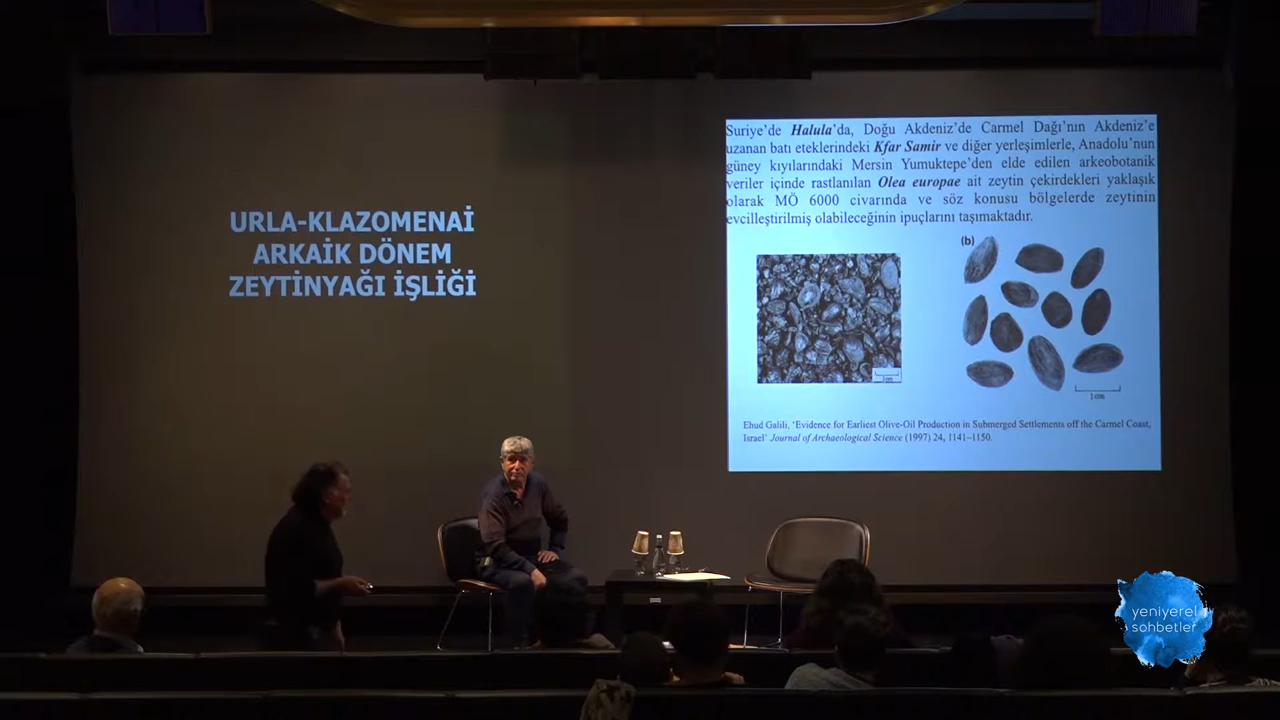 URLA-KLAZOMENAİ
ARKAİK DÖNEM
ZEYTİNYAĞI İŞLİĞİ
Suriye'de Halula'da, Doğu Akdeniz'de Carmel Dağı'nın Akdeniz'e
uzanan batı eteklerindeki Kfar Samir ve diğer yerleşimlerle, Anadolu'nun
güney kıyılarındaki Mersin Yumuktepe'den elde edilen arkeobotanik
veriler içinde rastlanılan Olea europae ait zeytin çekirdekleri yaklaşık
olarak MÖ 6000 civarında ve söz konusu bölgelerde zeytinin
evcilleştirilmiş olabileceğinin ipuçlarını taşımaktadır.
(b)
1 cm
Ehud Galili, 'Evidence for Earliest Olive-Oil Production in Submerged Settlements off the Carmel Coast,
Israel' Journal of Archaeological Science (1997) 24, 1141–1150.
yeniyerel
sohbetler